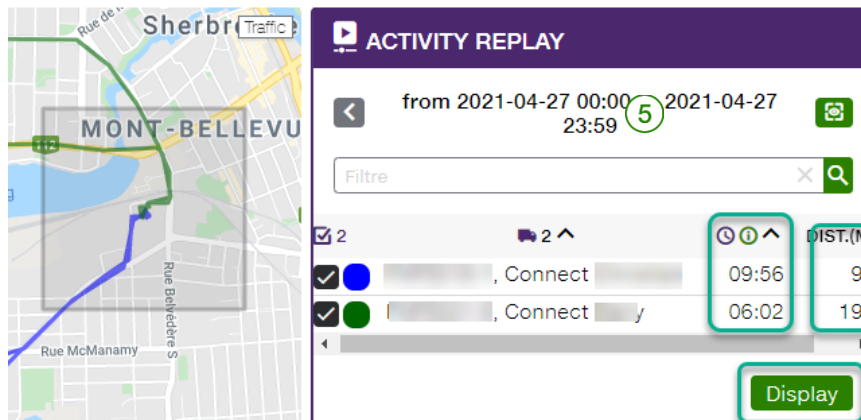 Rue de
Sherbr
Traffic
MONT-BELLEVU
112
Rue Belvédère S
Rue McManamy
ACTIVITY REPLAY
from 2021-04-27 00:00 2021-04-27
23:59
5
Filtre
2
2
DIST.(M
, Connect
09:56
9
, Connect y
06:02
19
Display